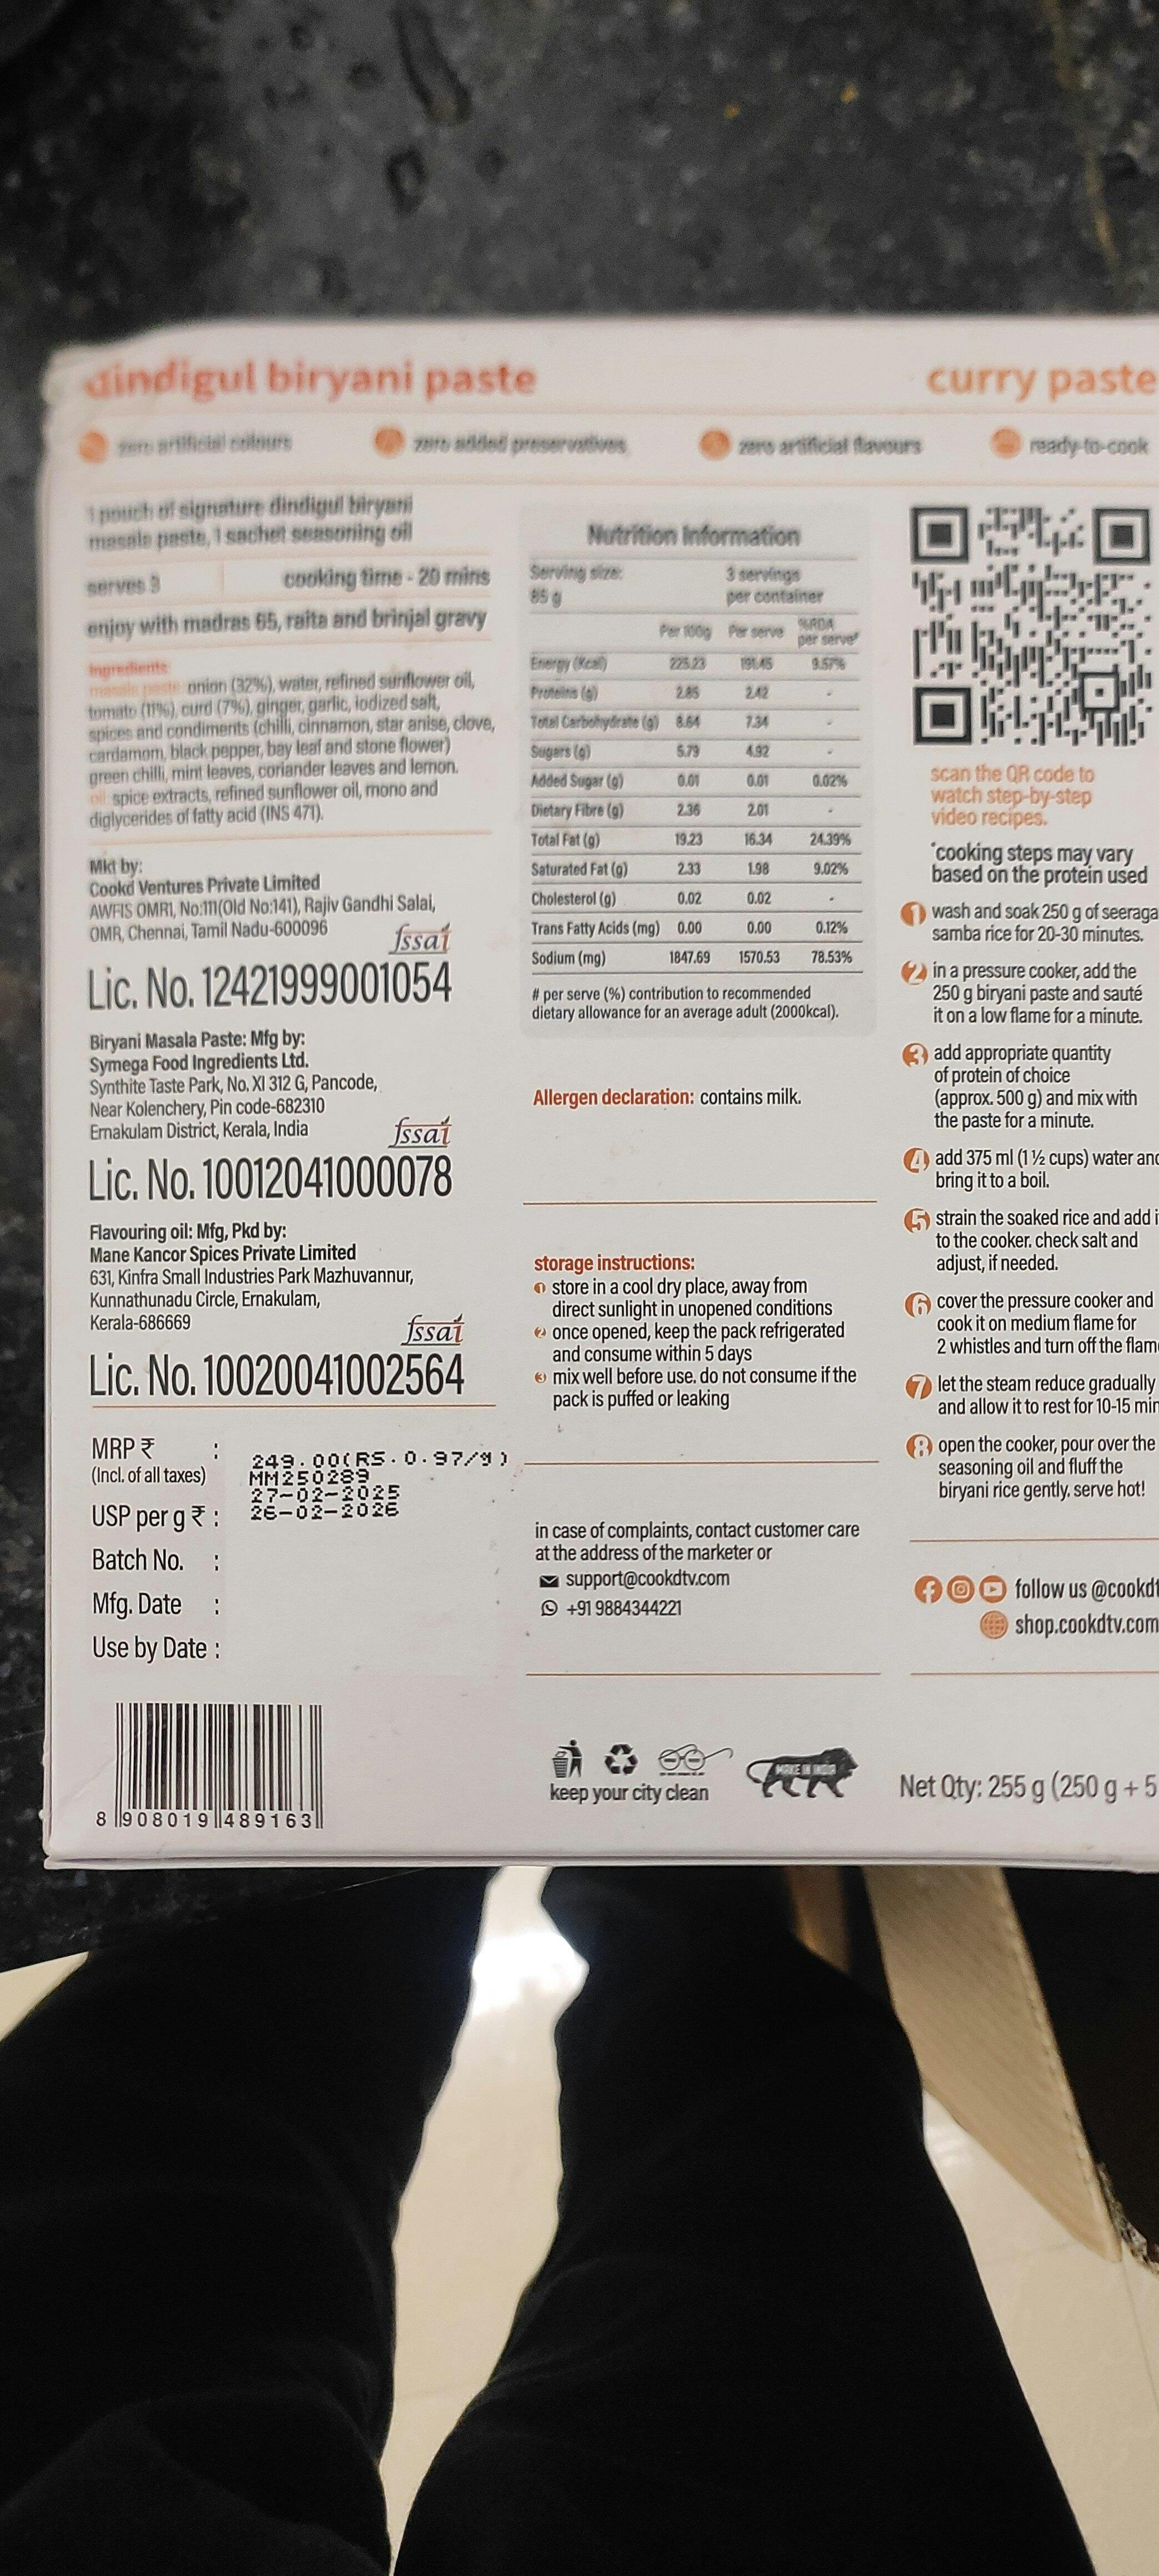 dindigul biryani paste
curry paste
zero artificial colours
zero added preservatives
zero artificial flavours
ready-to-cook
1 pouch of signature dindigul biryani
masala paste, 1 sachet seasoning oil
serves 3
cooking time - 20 mins
enjoy with madras 65, raita and brinjal gravy
Ingredients:
masala paste: onion (32%), water, refined sunflower oil,
tomato (11%), curd (7%), ginger, garlic, iodized salt,
spices and condiments (chilli, cinnamon, star anise, clove,
cardamom, black pepper, bay leaf and stone flower)
green chilli, mint leaves, coriander leaves and lemon.
oil: spice extracts, refined sunflower oil, mono and
diglycerides of fatty acid (INS 471).
Mkt by:
Cookd Ventures Private Limited
AWFIS OMR1, No:111(Old No:141), Rajiv Gandhi Salai,
OMR, Chennai, Tamil Nadu-600096
fssai
Lic. No. 12421999001054
Biryani Masala Paste: Mfg by:
Symega Food Ingredients Ltd.
Synthite Taste Park, No. XI 312 G, Pancode,
Near Kolenchery, Pin code-682310
Ernakulam District, Kerala, India
fssai
Lic. No. 10012041000078
Flavouring oil: Mfg, Pkd by:
Mane Kancor Spices Private Limited
631, Kinfra Small Industries Park Mazhuvannur,
Kunnathunadu Circle, Ernakulam,
Kerala-686669
fssai
Lic. No. 10020041002564
MRP ₹ :
(Incl. of all taxes)
USP per g ₹ :
Batch No. :
Mfg. Date :
Use by Date :
249.00(RS.0.97/g)
MM250289
27-02-2025
26-02-2026
8 908019 489163
Nutrition Information
Serving size: 3 servings
85 g per container
Per 100g Per serve %RDA per serve#
Energy (Kcal) 225.23 191.45 9.57%
Proteins (g) 2.85 2.42 -
Total Carbohydrate (g) 8.64 7.34 -
Sugars (g) 5.79 4.92 -
Added Sugar (g) 0.01 0.01 0.02%
Dietary Fibre (g) 2.36 2.01 -
Total Fat (g) 19.23 16.34 24.39%
Saturated Fat (g) 2.33 1.98 9.02%
Cholesterol (g) 0.02 0.02 -
Trans Fatty Acids (mg) 0.00 0.00 0.12%
Sodium (mg) 1847.69 1570.53 78.53%
# per serve (%) contribution to recommended
dietary allowance for an average adult (2000kcal).
Allergen declaration: contains milk.
storage instructions:
1 store in a cool dry place, away from
direct sunlight in unopened conditions
2 once opened, keep the pack refrigerated
and consume within 5 days
3 mix well before use. do not consume if the
pack is puffed or leaking
in case of complaints, contact customer care
at the address of the marketer or
support@cookdtv.com
+91 9884344221
keep your city clean
MAKE IN INDIA
scan the QR code to
watch step-by-step
video recipes.
*cooking steps may vary
based on the protein used
1 wash and soak 250 g of seeraga
samba rice for 20-30 minutes.
2 in a pressure cooker, add the
250 g biryani paste and sauté
it on a low flame for a minute.
3 add appropriate quantity
of protein of choice
(approx. 500 g) and mix with
the paste for a minute.
4 add 375 ml (1 ½ cups) water and
bring it to a boil.
5 strain the soaked rice and add i
to the cooker. check salt and
adjust, if needed.
6 cover the pressure cooker and
cook it on medium flame for
2 whistles and turn off the flam
7 let the steam reduce gradually
and allow it to rest for 10-15 min
8 open the cooker, pour over the
seasoning oil and fluff the
biryani rice gently. serve hot!
follow us @cookdt
shop.cookdtv.com
Net Qty: 255 g (250 g + 5